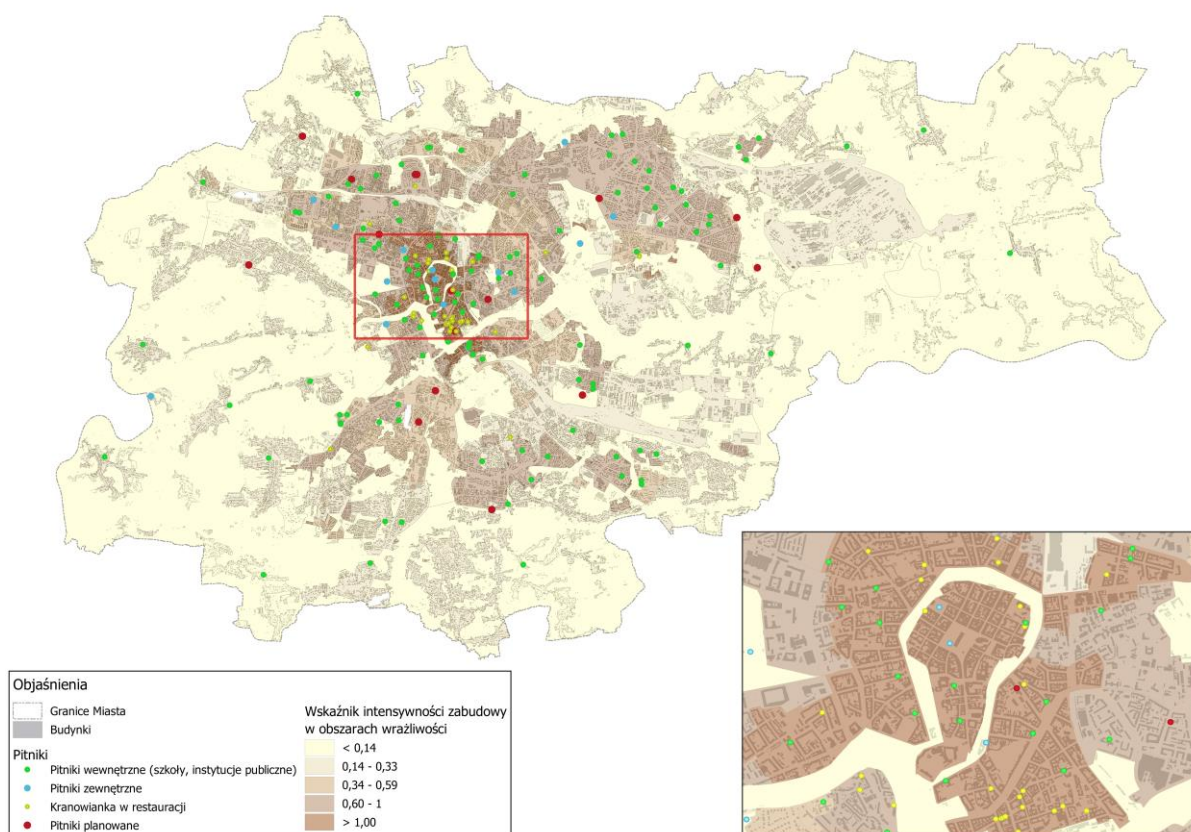 Objaśnienia
Granice Miasta
Budynki
Pitniki
Pitniki wewnętrzne (szkoły, instytucje publiczne)
Pitniki zewnętrzne
Kranowianka w restauracji
Pitniki planowane
Wskaźnik intensywności zabudowy
w obszarach wrażliwości
< 0,14
0,14 - 0,33
0,34 - 0,59
0,60 - 1
> 1,00